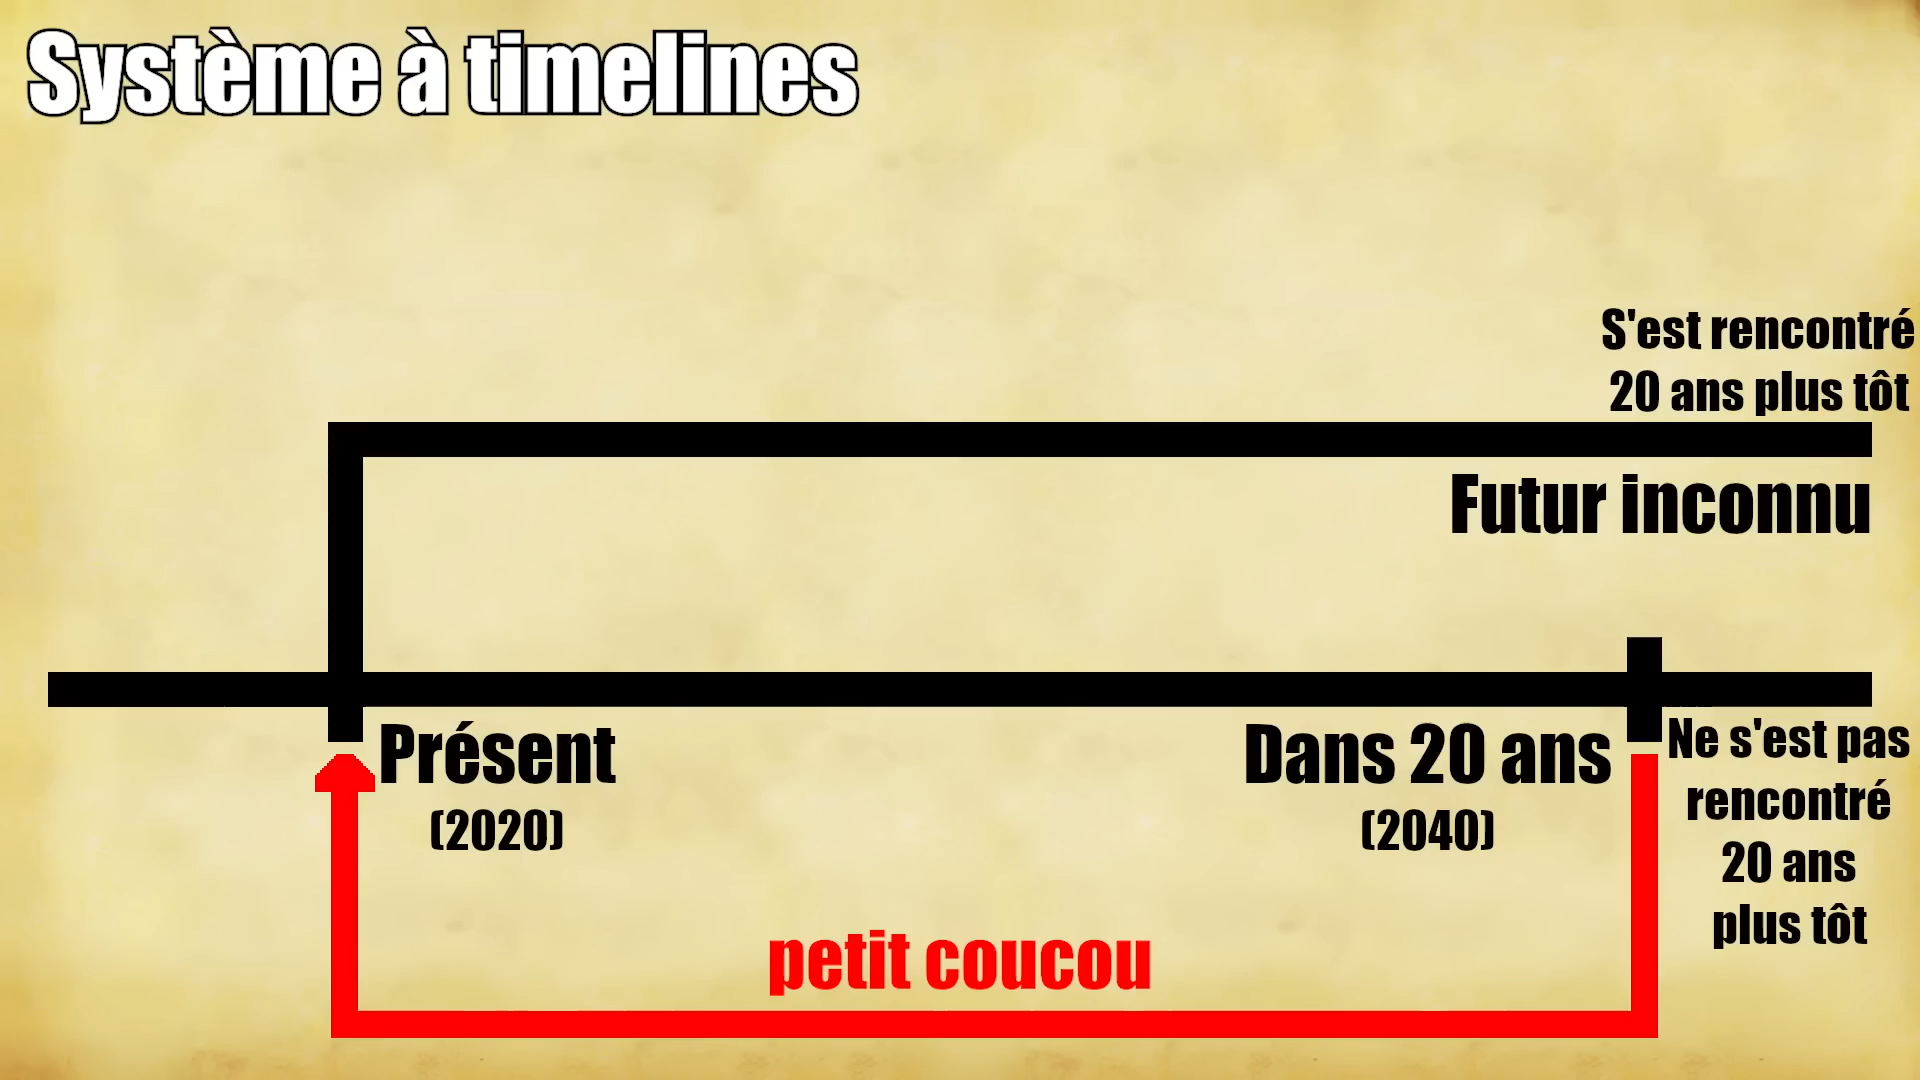 Système à timelines
S'est rencontré
20 ans plus tôt
Futur inconnu
Présent
(2020)
Dans 20 ans
(2040)
Ne s'est pas
rencontré
20 ans
plus tôt
petit coucou